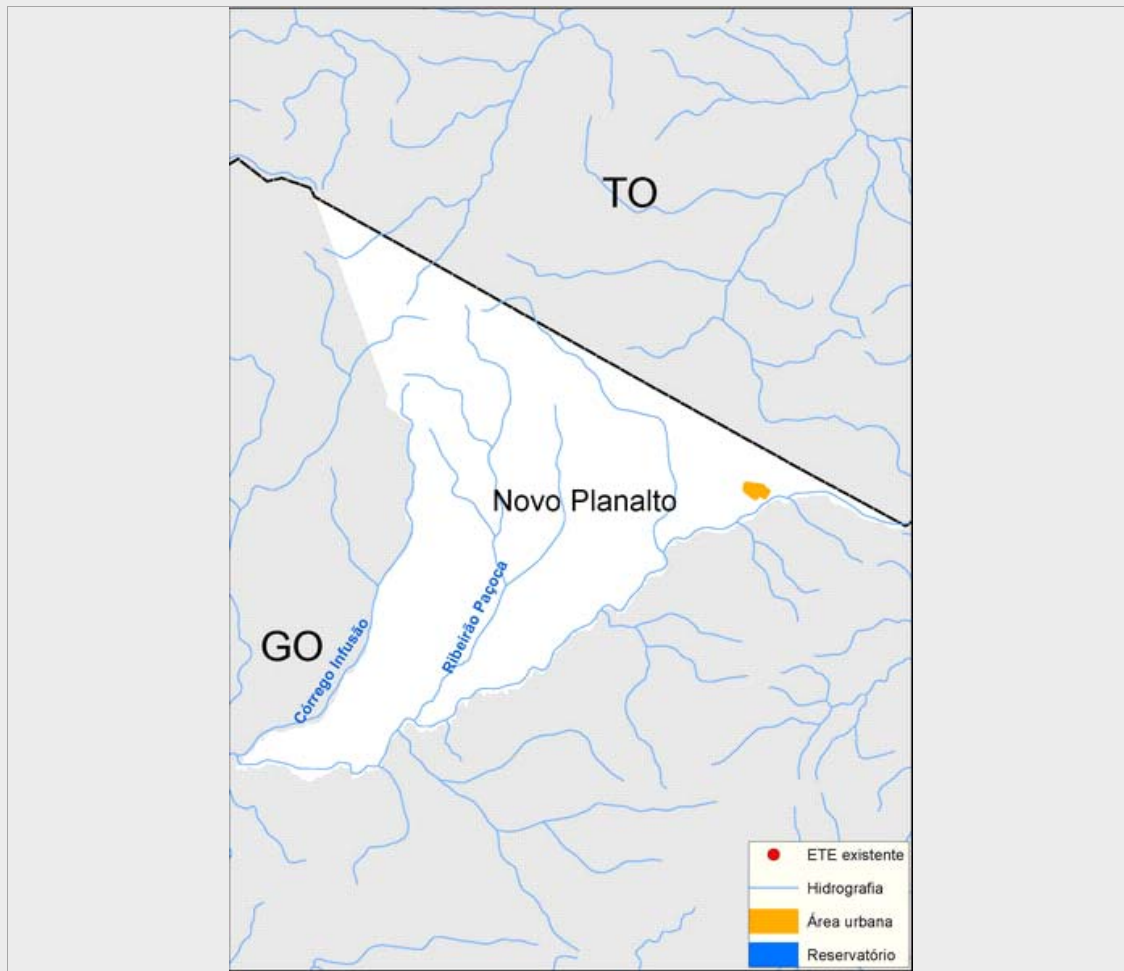 TO
Novo Planalto
Ribeirão Paçoca
GO
Córrego Infusão
ETE existente
Hidrografia
Área urbana
Reservatório